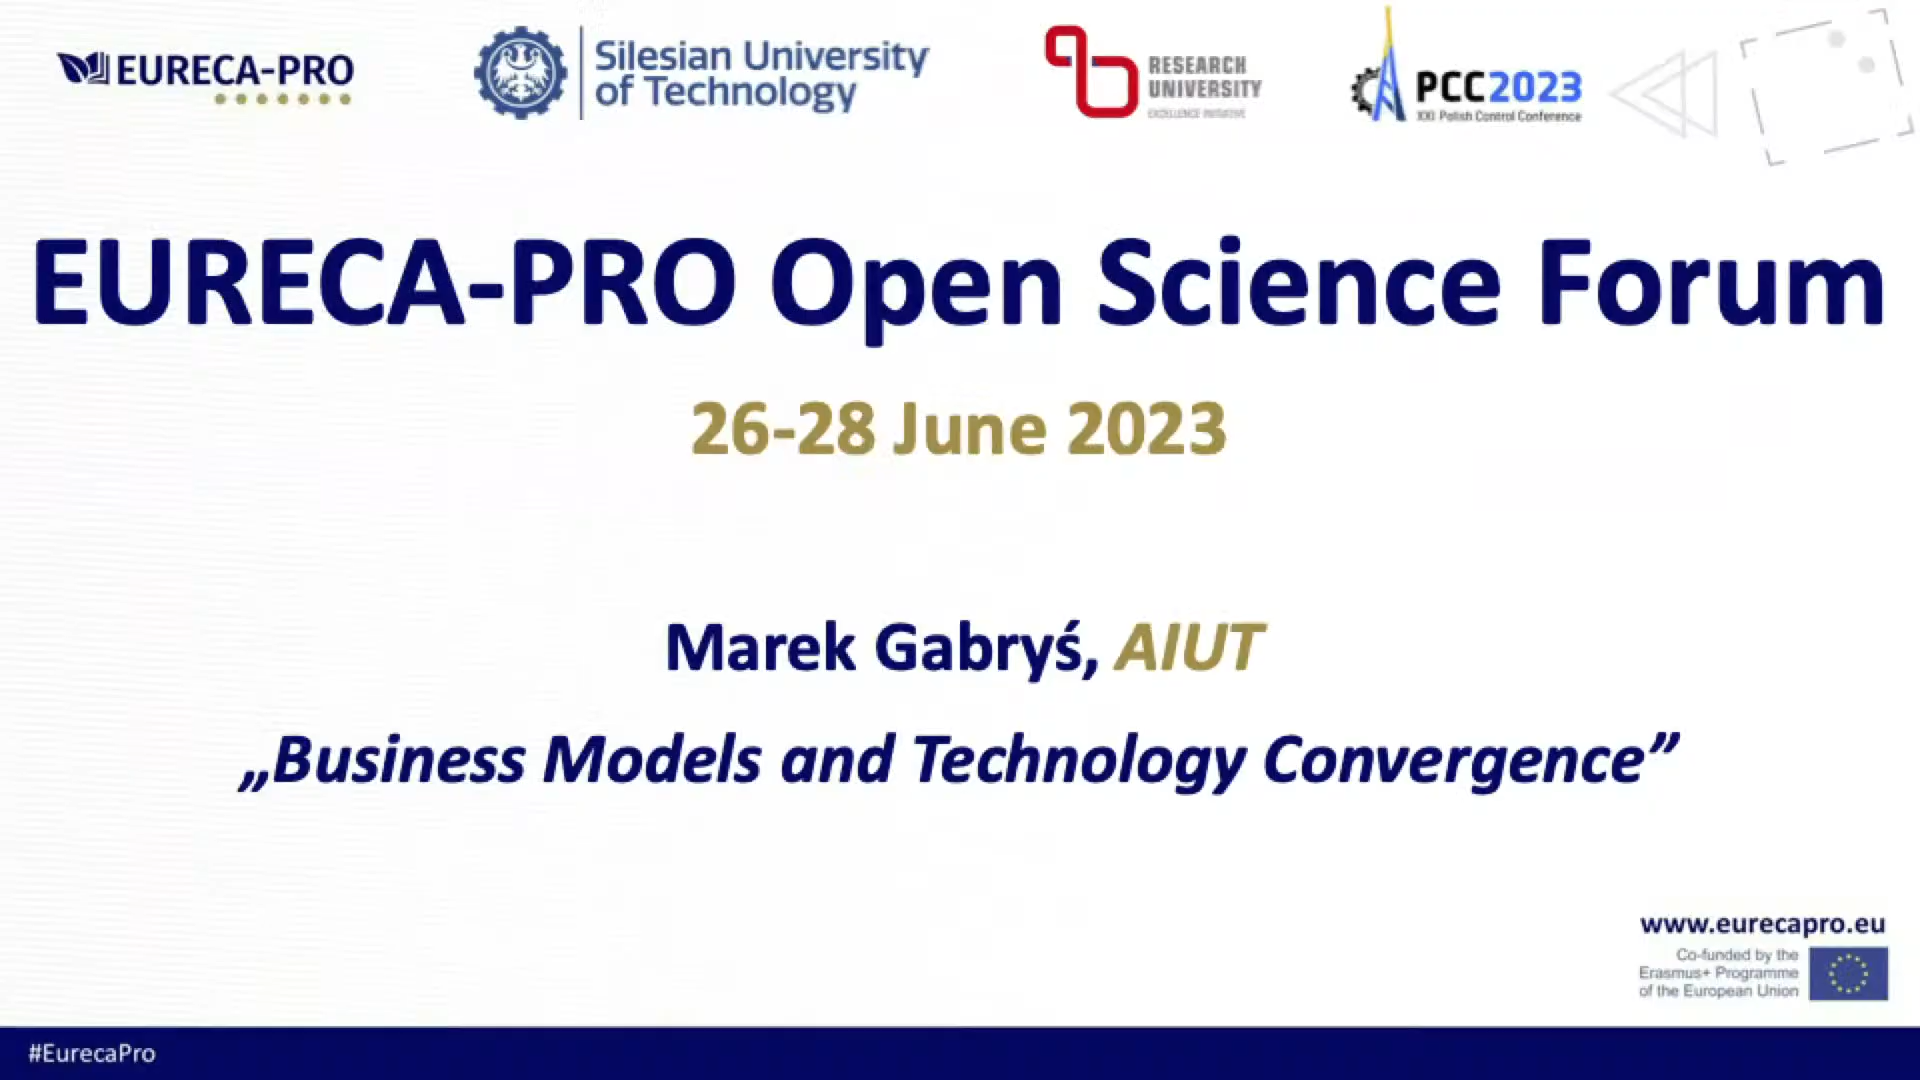 EURECA-PRO
Silesian University
of Technology
RESEARCH
UNIVERSITY
EXCELLENCE INITIATIVE
PCC2023
XXI Polish Control Conference
EURECA-PRO Open Science Forum
26-28 June 2023
Marek Gabryś, AIUT
„Business Models and Technology Convergence”
www.eurecapro.eu
Co-funded by the
Erasmus+ Programme
of the European Union
#EurecaPro